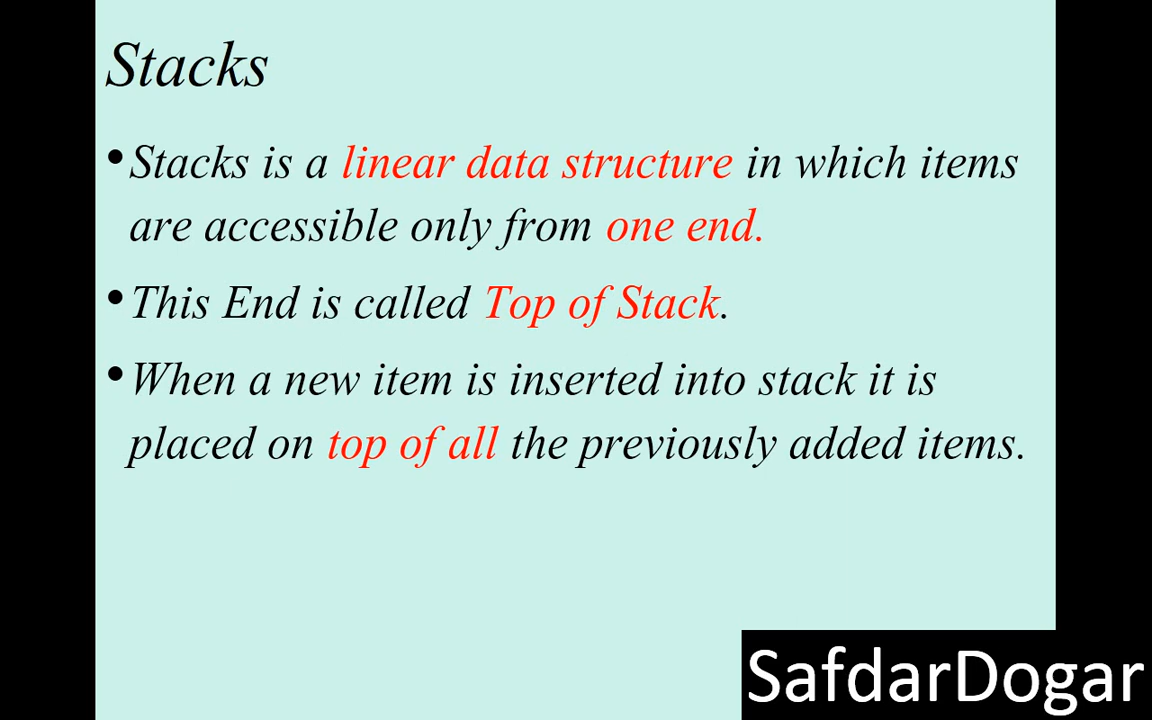 Stacks
•Stacks is a linear data structure in which items
are accessible only from one end.
•This End is called Top of Stack.
•When a new item is inserted into stack it is
placed on top of all the previously added items.
SafdarDogar